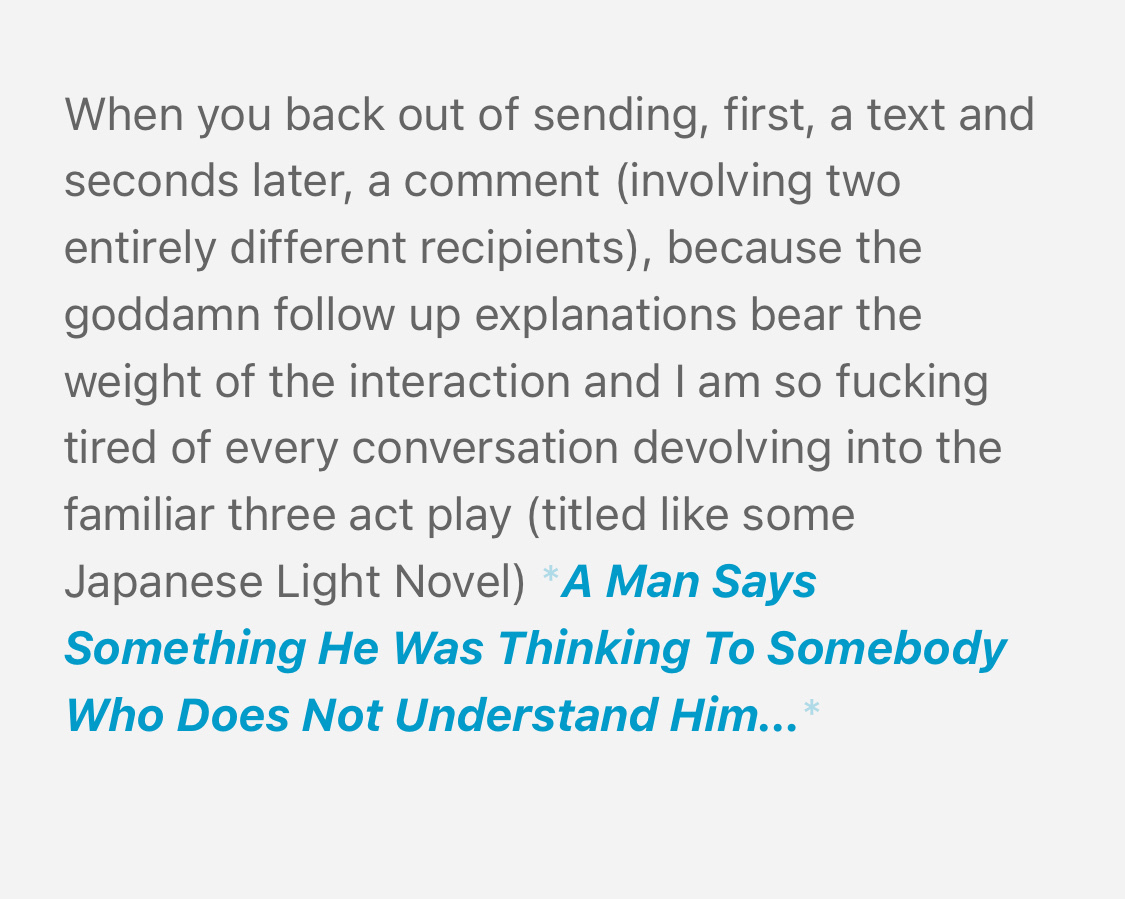 When you back out of sending, first, a text and
seconds later, a comment (involving two
entirely different recipients), because the
goddamn follow up explanations bear the
weight of the interaction and I am so fucking
tired of every conversation devolving into the
familiar three act play (titled like some
Japanese Light Novel) *A Man Says
Something He Was Thinking To Somebody
Who Does Not Understand Him...*